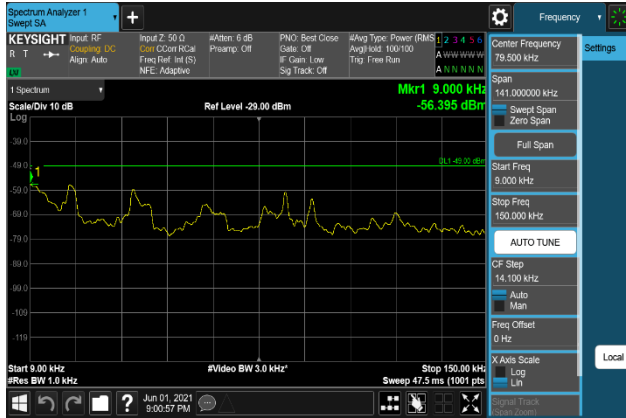 Spectrum Analyzer 1
Swept SA
+
Frequency
KEYSIGHT
R T
LW
Input: RF
Coupling: DC
Align: Auto
Input Z: 50 Ω
Corr CCorr RCal
Freq Ref: Int (S)
NFE: Adaptive
#Atten: 6 dB
Preamp: Off
PNO: Best Close
Gate: Off
IF Gain: Low
Sig Track: Off
#Avg Type: Power (RMS
Avg|Hold: 100/100
Trig: Free Run
1 2 3 4 5 6
A W W W W W
A N N N N N
1 Spectrum
Scale/Div 10 dB
Log
Ref Level -29.00 dBm
Mkr1 9.000 kHz
-56.395 dBm
-39.0
-49.0
-59.0
-69.0
-79.0
-89.0
-99.0
-109
-119
1
DL1 -49.00 dBm
Start 9.00 kHz
#Res BW 1.0 kHz
#Video BW 3.0 kHz*
Stop 150.00 kHz
Sweep 47.5 ms (1001 pts
?
Jun 01, 2021
9:00:57 PM
Center Frequency
79.500 kHz
Span
141.000000 kHz
Swept Span
Zero Span
Full Span
Start Freq
9.000 kHz
Stop Freq
150.000 kHz
AUTO TUNE
CF Step
14.100 kHz
Auto
Man
Freq Offset
0 Hz
X Axis Scale
Log
Lin
Signal Track
(Span Zoom)
Settings
Local